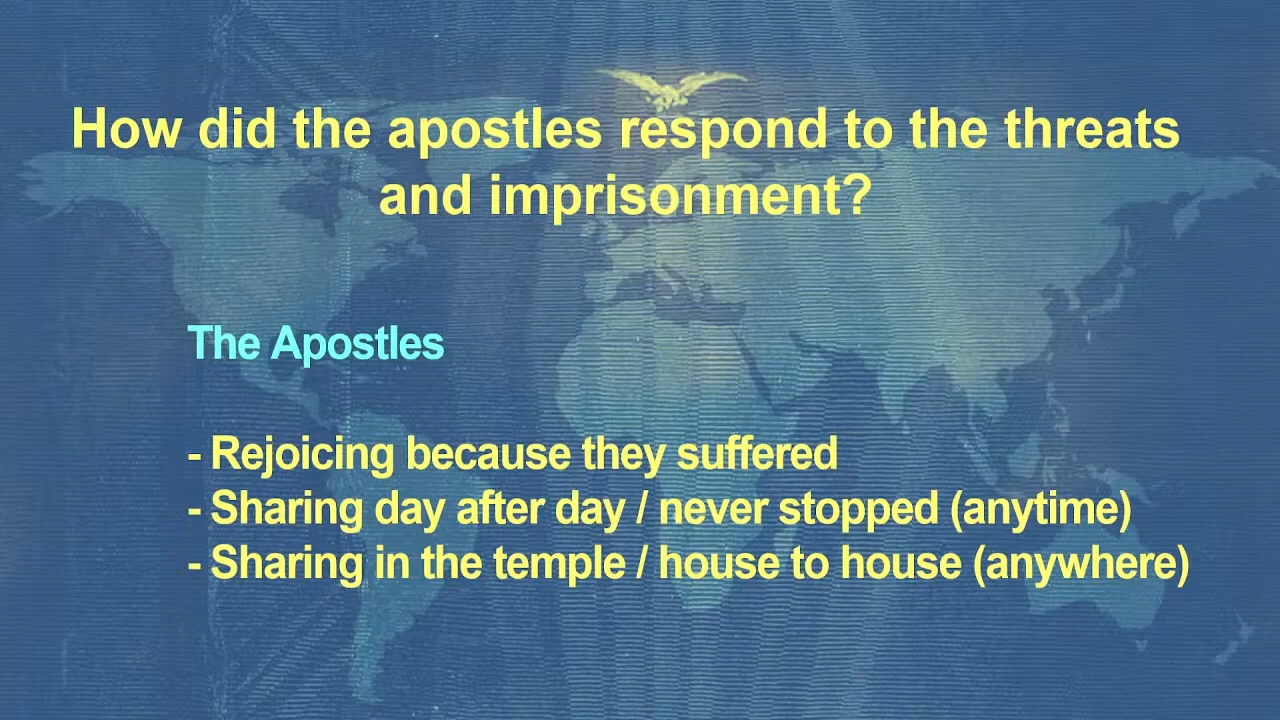 How did the apostles respond to the threats
and imprisonment?
The Apostles
- Rejoicing because they suffered
- Sharing day after day / never stopped (anytime)
- Sharing in the temple / house to house (anywhere)